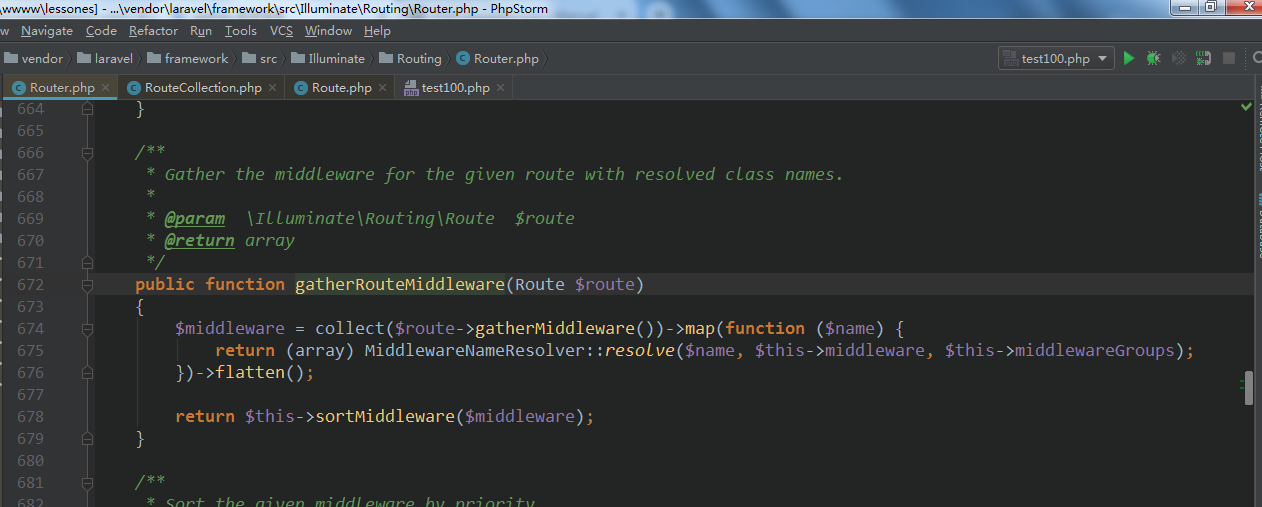 \wwww\lessones] - ...\vendor\laravel\framework\src\Illuminate\Routing\Router.php - PhpStorm
w Navigate Code Refactor Run Tools VCS Window Help
vendor laravel framework src Illuminate Routing Router.php test100.php
Router.php RouteCollection.php Route.php test100.php
664 }
665
666 /**
667 * Gather the middleware for the given route with resolved class names.
668 *
669 * @param \Illuminate\Routing\Route $route
670 * @return array
671 */
672 public function gatherRouteMiddleware(Route $route)
673 {
674 $middleware = collect($route->gatherMiddleware())->map(function ($name) {
675 return (array) MiddlewareNameResolver::resolve($name, $this->middleware, $this->middlewareGroups);
676 })->flatten();
677
678 return $this->sortMiddleware($middleware);
679 }
680
681 /**
682 * Sort the given middleware by priority